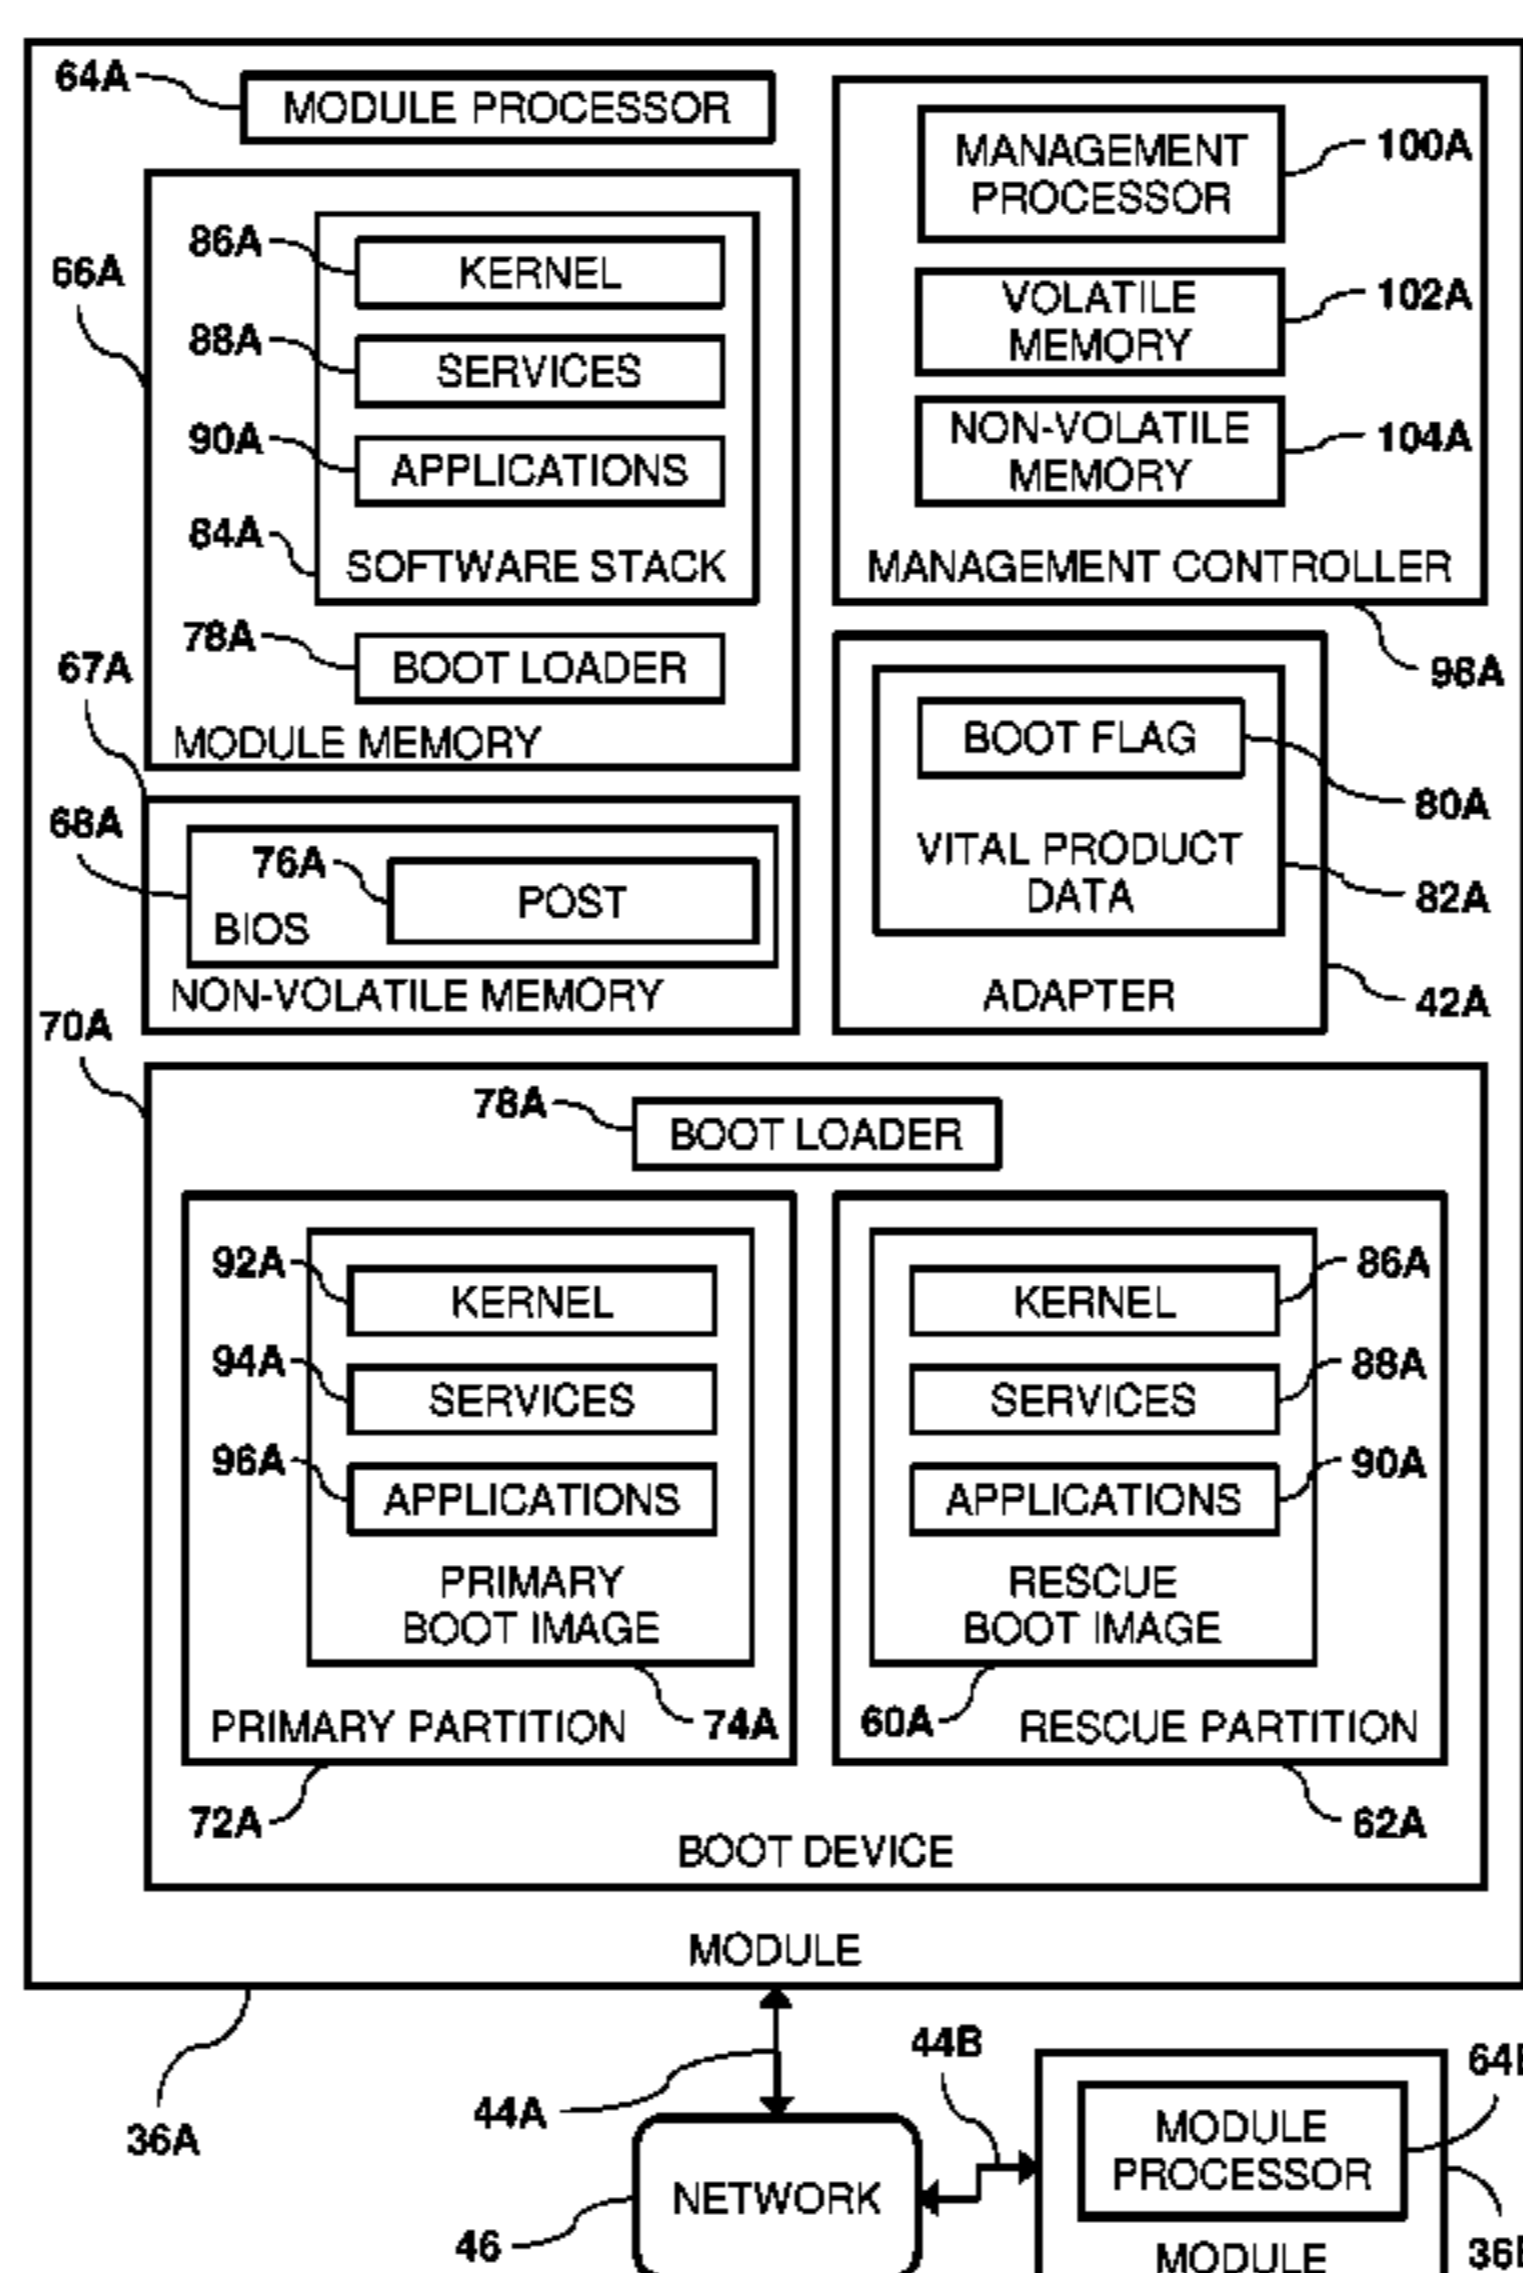 64A
MODULE PROCESSOR
MANAGEMENT
PROCESSOR
100A
86A
KERNEL
66A
VOLATILE
MEMORY
102A
88A
SERVICES
90A
APPLICATIONS
NON-VOLATILE
MEMORY
104A
84A
SOFTWARE STACK
MANAGEMENT CONTROLLER
78A
BOOT LOADER
67A
98A
MODULE MEMORY
BOOT FLAG
80A
68A
76A
POST
BIOS
VITAL PRODUCT
DATA
82A
NON-VOLATILE MEMORY
ADAPTER
42A
70A
78A
BOOT LOADER
92A
KERNEL
KERNEL
86A
94A
SERVICES
SERVICES
88A
96A
APPLICATIONS
APPLICATIONS
90A
PRIMARY
BOOT IMAGE
RESCUE
BOOT IMAGE
PRIMARY PARTITION
74A
60A
RESCUE PARTITION
72A
62A
BOOT DEVICE
MODULE
36A
44A
44B
64B
MODULE
PROCESSOR
NETWORK
46
MODULE
36B